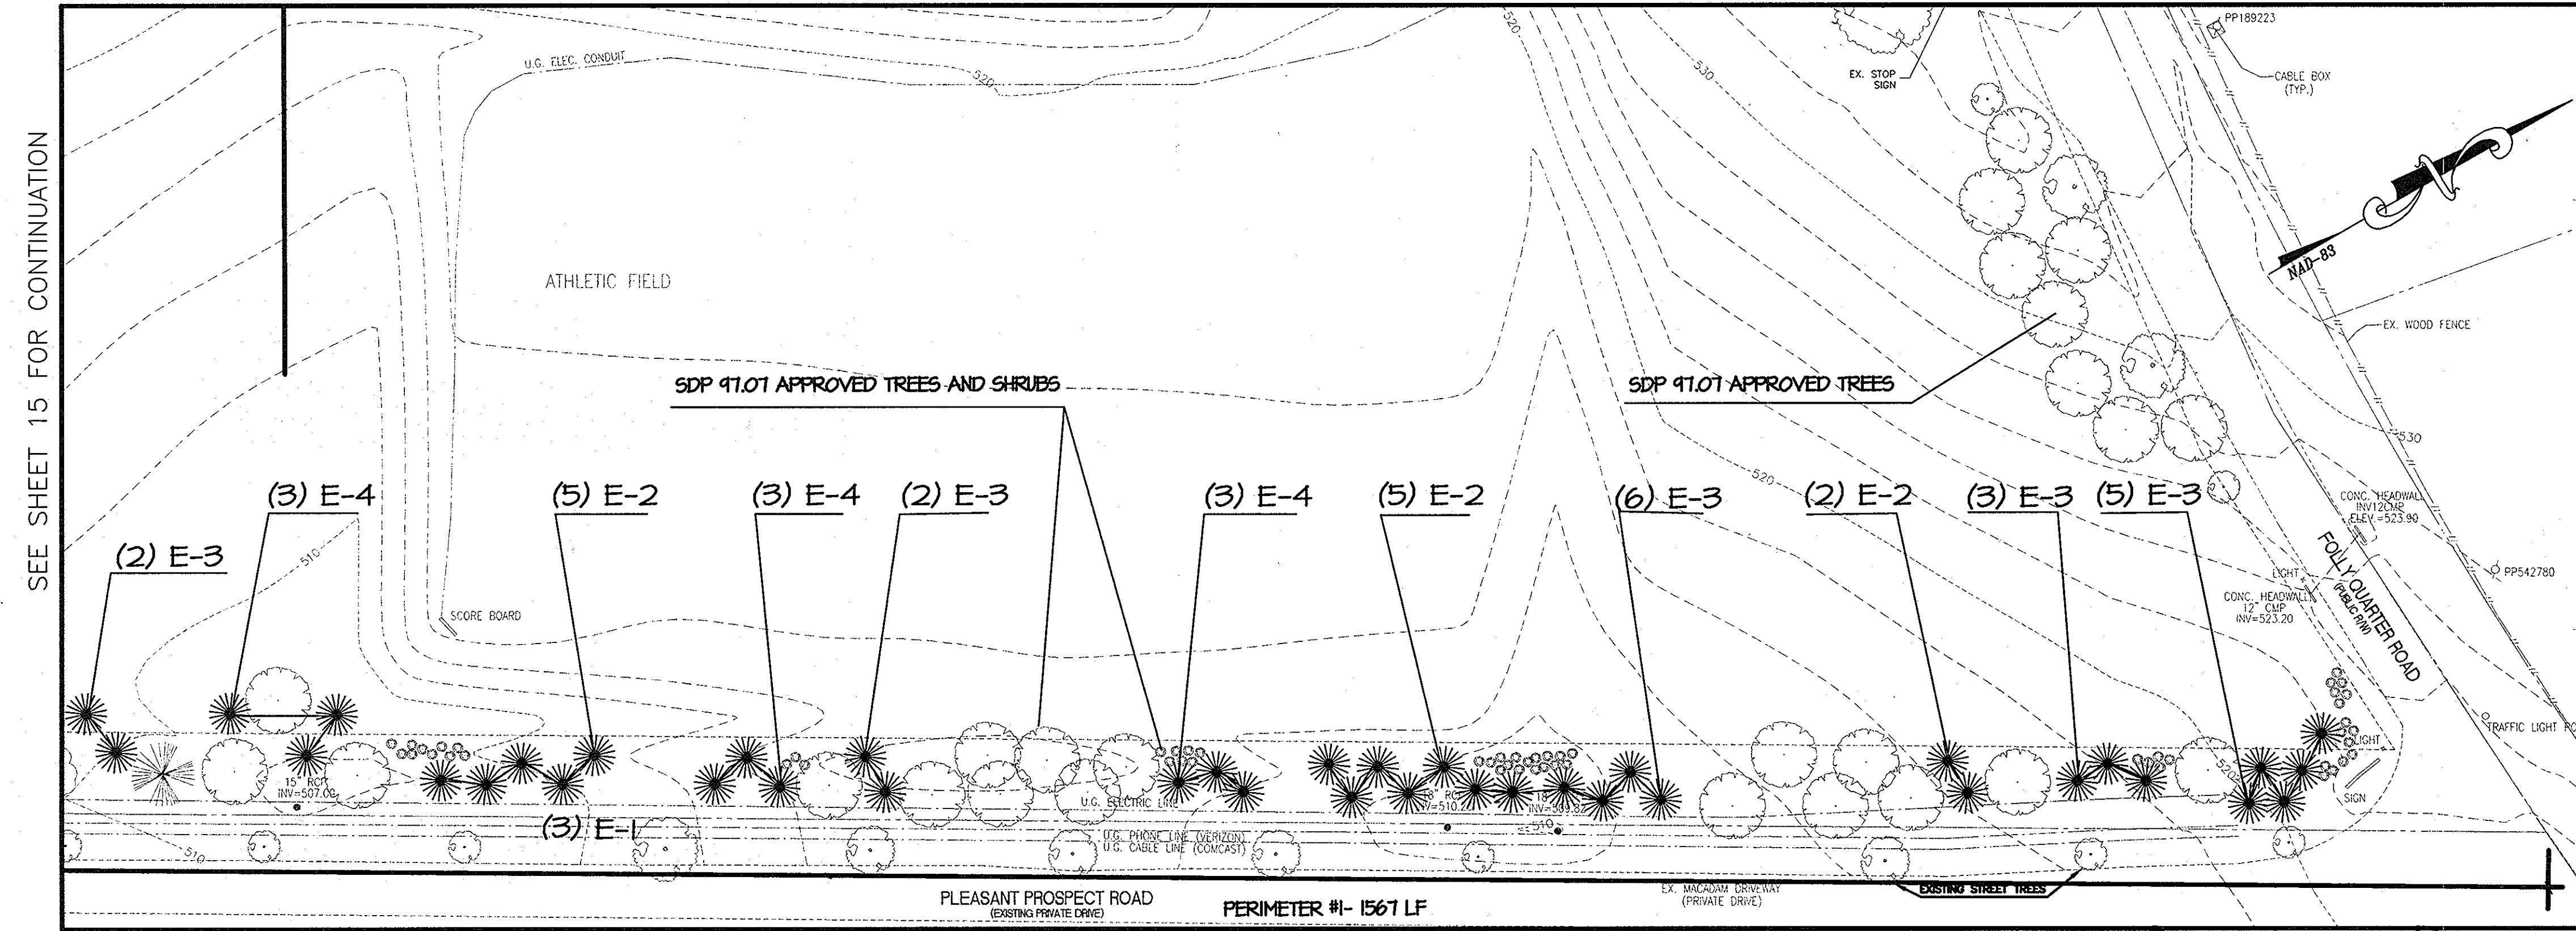 SEE SHEET 15 FOR CONTINUATION
U.G. ELEC. CONDUIT
520
520
530
EX. STOP
SIGN
PP189223
CABLE BOX
(TYP.)
N
NAD-83
EX. WOOD FENCE
ATHLETIC FIELD
SDP 97.07 APPROVED TREES AND SHRUBS
SDP 97.07 APPROVED TREES
530
520
(2) E-3
(3) E-4
(5) E-2
(3) E-4
(2) E-3
(3) E-4
(5) E-2
(6) E-3
(2) E-2
(3) E-3
(5) E-3
510
SCORE BOARD
CONC. HEADWALL
INV12CMP
ELEV.=523.90
FOLLY QUARTER ROAD
(PUBLIC R/W)
LIGHT
CONC. HEADWALL
12" CMP
INV=523.20
PP542780
TRAFFIC LIGHT
LIGHT
SIGN
520
15" RCP
U.G. ELECTRIC LINE
510
(3) E-1
U.G. PHONE LINE (VERIZON)
U.G. CABLE LINE (COMCAST)
510
PLEASANT PROSPECT ROAD
(EXISTING PRIVATE DRIVE)
PERIMETER #1- 1567 LF
EX. MACADAM DRIVEWAY
(PRIVATE DRIVE)
EXISTING STREET TREES